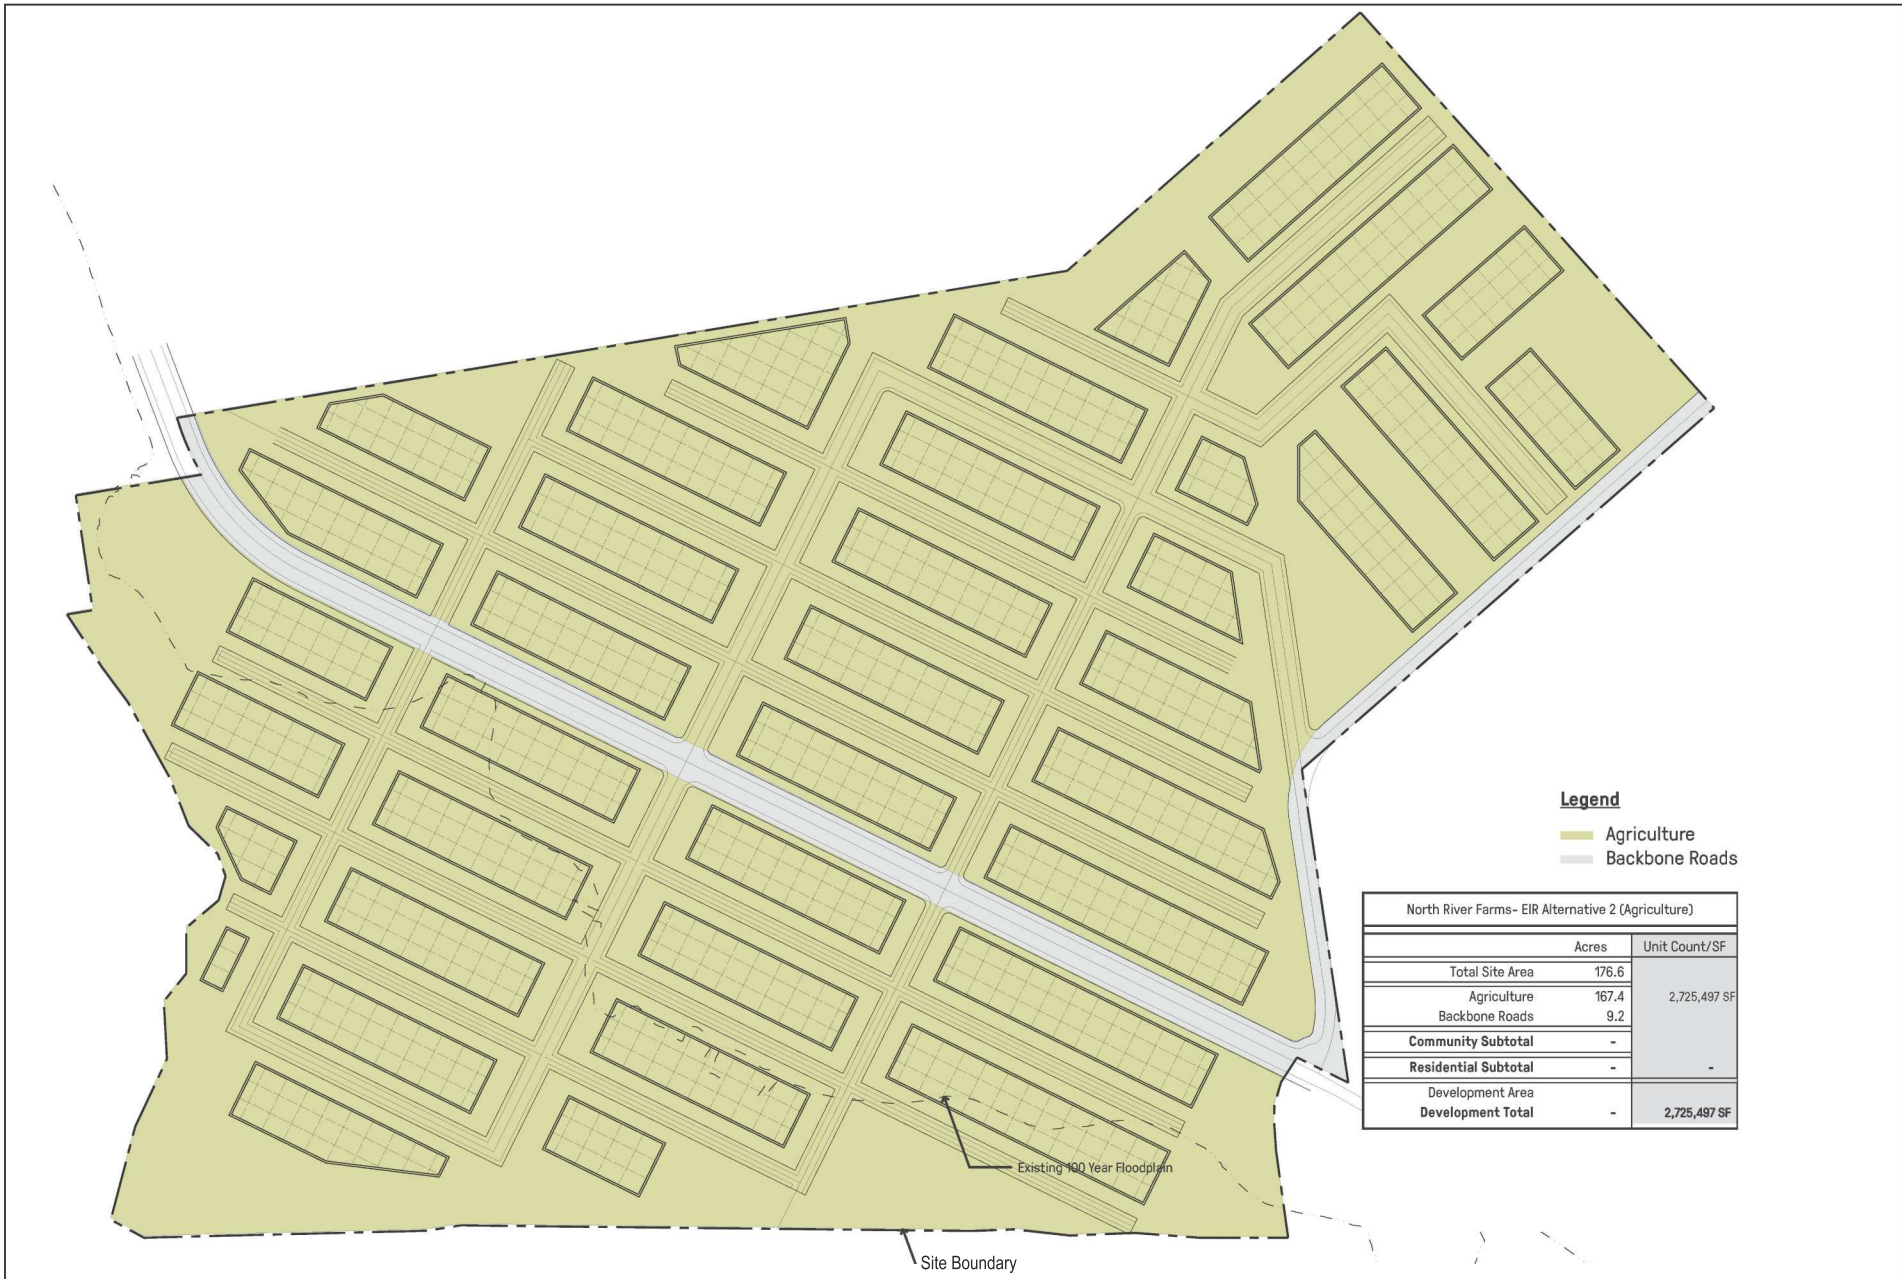 Legend
Agriculture
Backbone Roads
North River Farms- EIR Alternative 2 (Agriculture)
Acres Unit Count/SF
Total Site Area 176.6
Agriculture 167.4 2,725,497 SF
Backbone Roads 9.2
Community Subtotal -
Residential Subtotal - -
Development Area
Development Total - 2,725,497 SF
Existing 100 Year Floodplain
Site Boundary